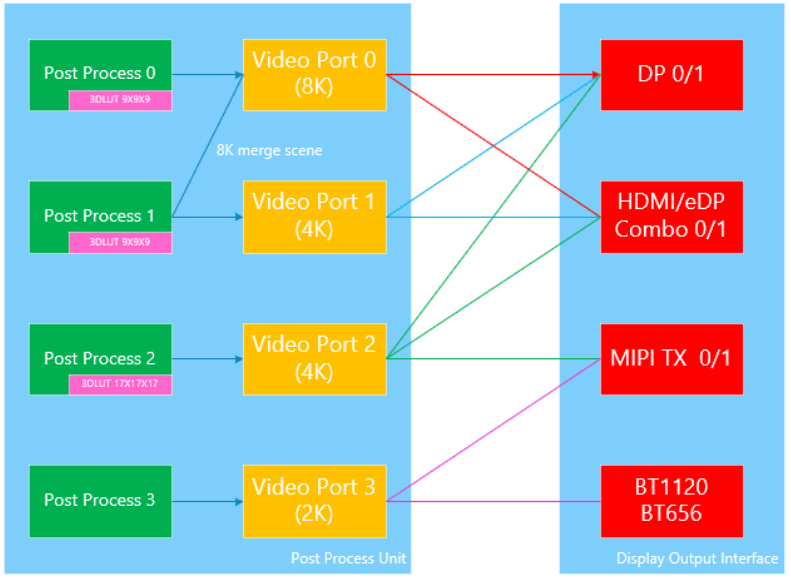 Post Process 0
3DLUT 9X9X9
Video Port 0
(8K)
DP 0/1
8K merge scene
Post Process 1
3DLUT 9X9X9
Video Port 1
(4K)
HDMI/eDP
Combo 0/1
Post Process 2
3DLUT 17X17X17
Video Port 2
(4K)
MIPI TX  0/1
Post Process 3
Video Port 3
(2K)
BT1120
BT656
Post Process Unit
Display Output Interface